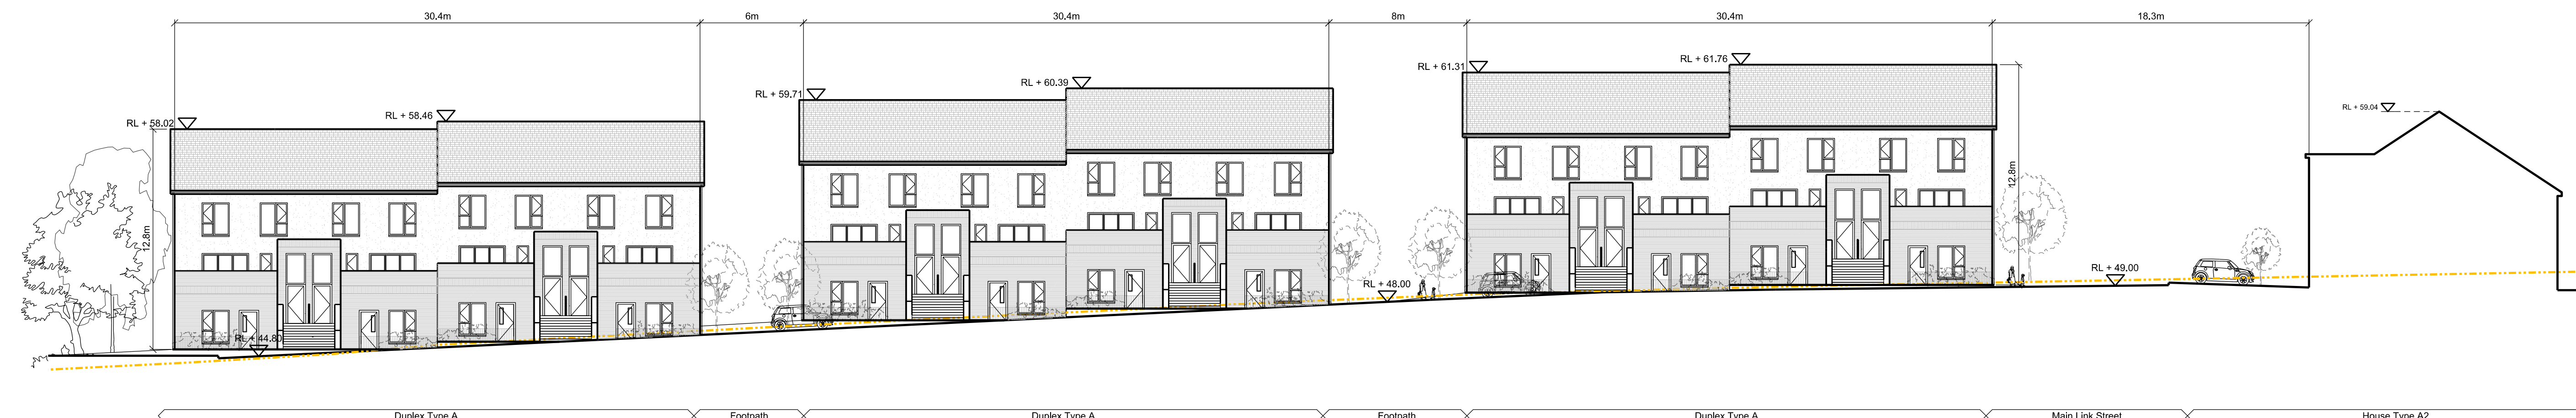 30.4m 6m 30.4m 8m 30.4m 18.3m
RL + 58.02
RL + 58.46
RL + 59.71
RL + 60.39
RL + 61.31
RL + 61.76
RL + 59.04
12.8m
12.8m
RL + 44.80
RL + 48.00
RL + 49.00
Duplex Type A Footpath Duplex Type A Footpath Duplex Type A Main Link Street House Type A2